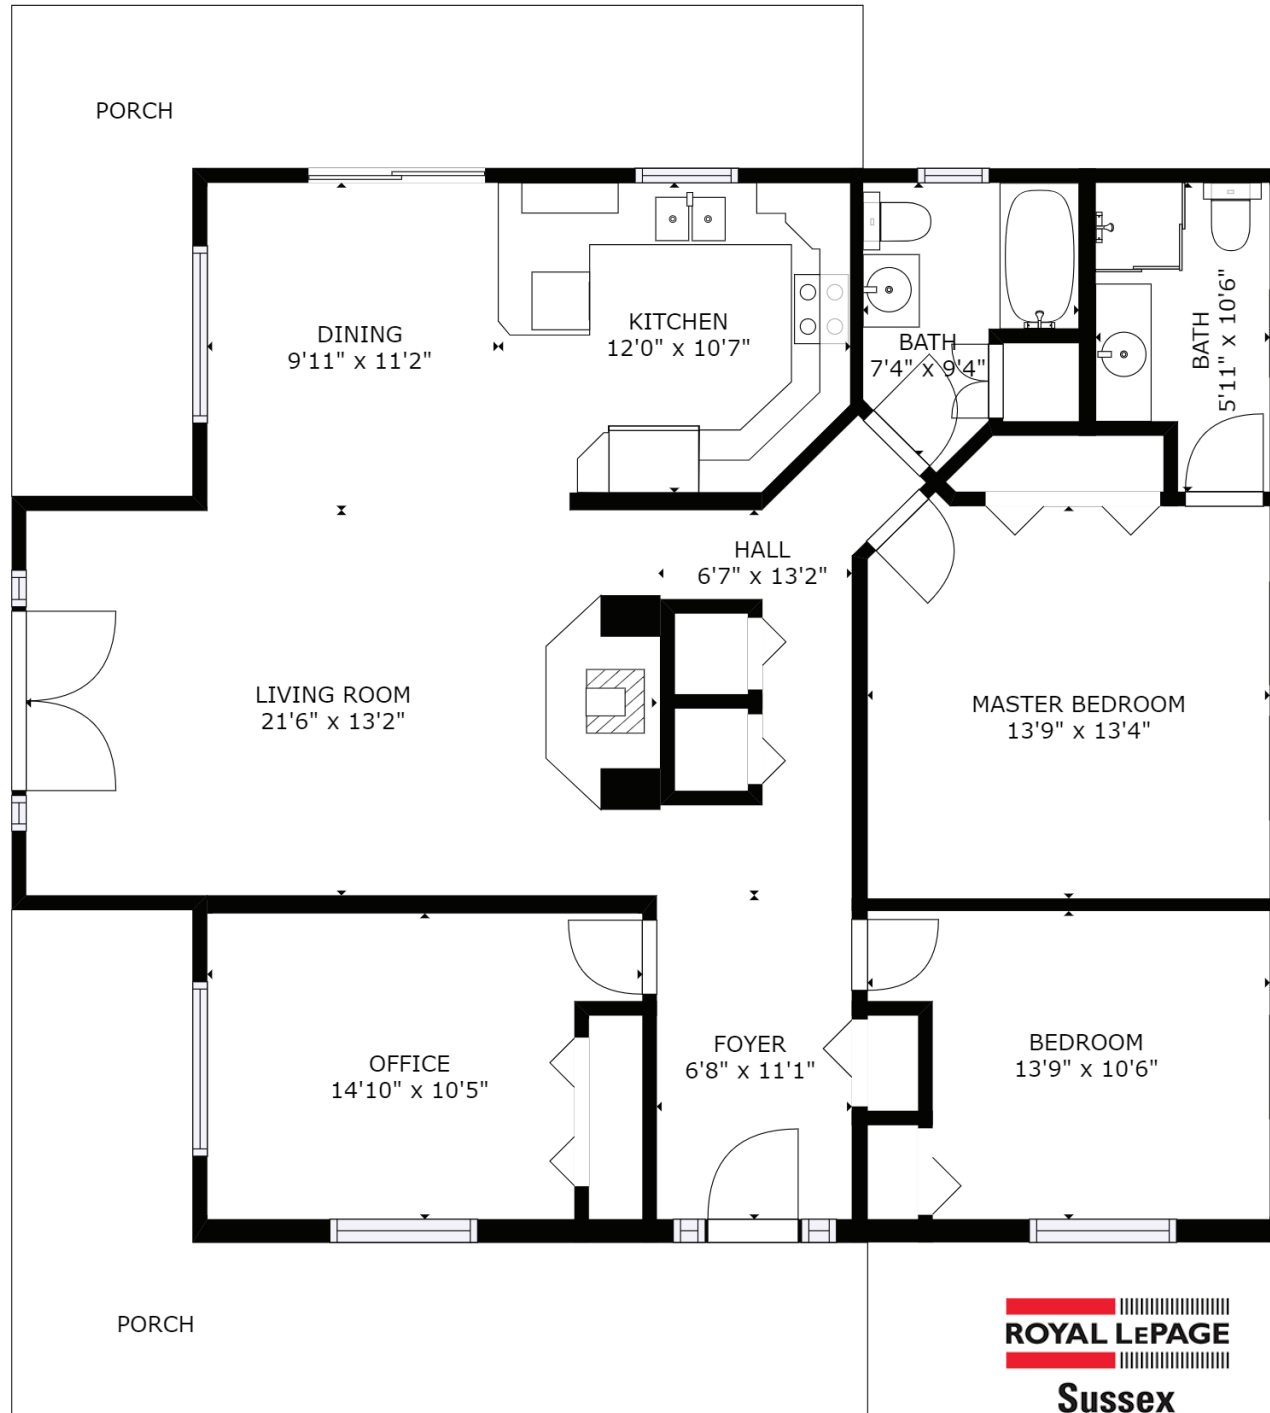 PORCH
DINING
9'11" x 11'2"
KITCHEN
12'0" x 10'7"
BATH
7'4" x 9'4"
BATH
5'11" x 10'6"
HALL
6'7" x 13'2"
LIVING ROOM
21'6" x 13'2"
MASTER BEDROOM
13'9" x 13'4"
OFFICE
14'10" x 10'5"
FOYER
6'8" x 11'1"
BEDROOM
13'9" x 10'6"
PORCH
ROYAL LEPAGE
Sussex